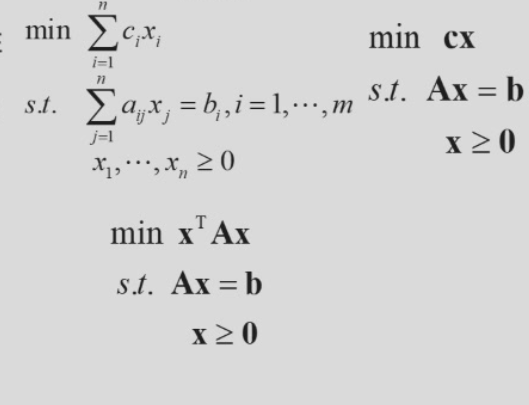 min ∑_{i=1}^{n} c_i x_i
s.t. ∑_{j=1}^{n} a_{ij} x_j = b_i, i = 1, ⋯, m
x_1, ⋯, x_n ≥ 0
min cx
s.t. Ax = b
x ≥ 0
min x^T Ax
s.t. Ax = b
x ≥ 0